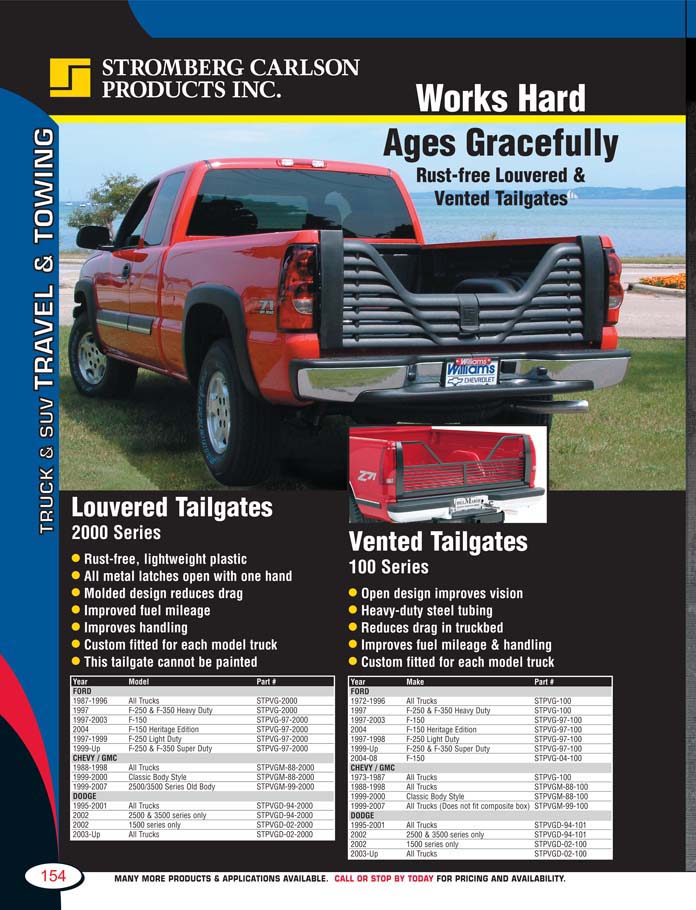 STROMBERG CARLSON
PRODUCTS INC.
Works Hard
Ages Gracefully
Rust-free Louvered &
Vented Tailgates
TRUCK & SUV TRAVEL & TOWING
Z71
Williams
Williams
CHEVROLET
Z71
Louvered Tailgates
2000 Series
● Rust-free, lightweight plastic
● All metal latches open with one hand
● Molded design reduces drag
● Improved fuel mileage
● Improves handling
● Custom fitted for each model truck
● This tailgate cannot be painted
Year Model Part #
FORD
1987-1996 All Trucks STPVG-2000
1997 F-250 & F-350 Heavy Duty STPVG-2000
1997-2003 F-150 STPVG-97-2000
2004 F-150 Heritage Edition STPVG-97-2000
1997-1999 F-250 Light Duty STPVG-97-2000
1999-Up F-250 & F-350 Super Duty STPVG-97-2000
CHEVY / GMC
1988-1998 All Trucks STPVGM-88-2000
1999-2000 Classic Body Style STPVGM-88-2000
1999-2007 2500/3500 Series Old Body STPVGM-99-2000
DODGE
1995-2001 All Trucks STPVGD-94-2000
2002 2500 & 3500 series only STPVGD-94-2000
2002 1500 series only STPVGD-02-2000
2003-Up All Trucks STPVGD-02-2000
Vented Tailgates
100 Series
● Open design improves vision
● Heavy-duty steel tubing
● Reduces drag in truckbed
● Improves fuel mileage & handling
● Custom fitted for each model truck
Year Make Part #
FORD
1972-1996 All Trucks STPVG-100
1997 F-250 & F-350 Heavy Duty STPVG-100
1997-2003 F-150 STPVG-97-100
2004 F-150 Heritage Edition STPVG-97-100
1997-1998 F-250 Light Duty STPVG-97-100
1999-Up F-250 & F-350 Super Duty STPVG-97-100
2004-08 F-150 STPVG-04-100
CHEVY / GMC
1973-1987 All Trucks STPVG-100
1988-1998 All Trucks STPVGM-88-100
1999-2000 Classic Body Style STPVGM-88-100
1999-2007 All Trucks (Does not fit composite box) STPVGM-99-100
DODGE
1995-2001 All Trucks STPVGD-94-101
2002 2500 & 3500 series only STPVGD-94-101
2002 1500 series only STPVGD-02-100
2003-Up All Trucks STPVGD-02-100
154
MANY MORE PRODUCTS & APPLICATIONS AVAILABLE. CALL OR STOP BY TODAY FOR PRICING AND AVAILABILITY.